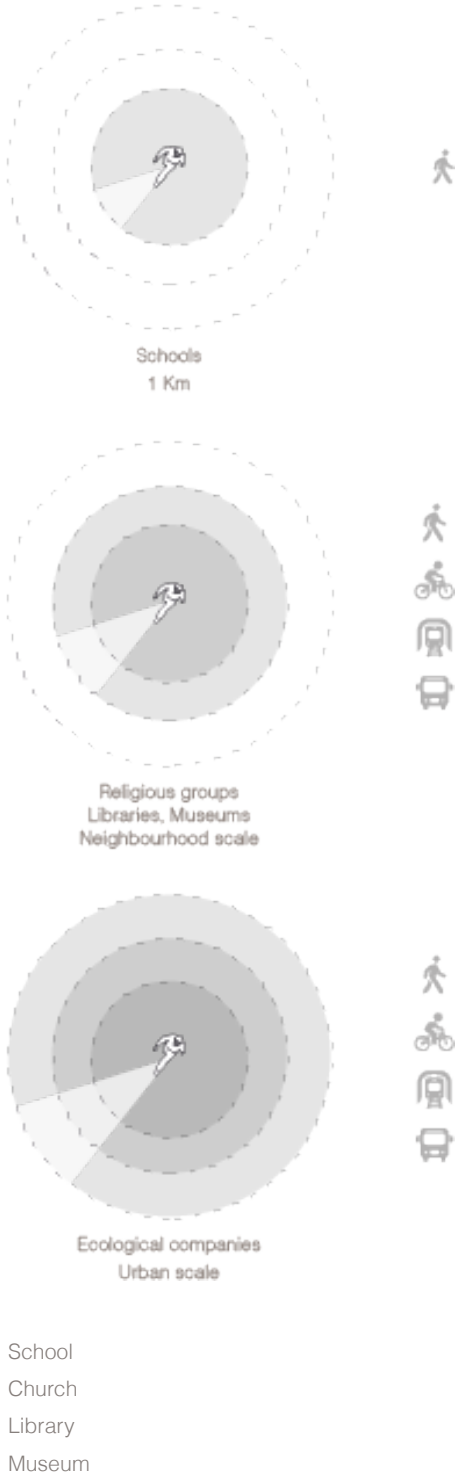 Schools
1 Km
Religious groups
Libraries, Museums
Neighbourhood scale
Ecological companies
Urban scale
School
Church
Library
Museum